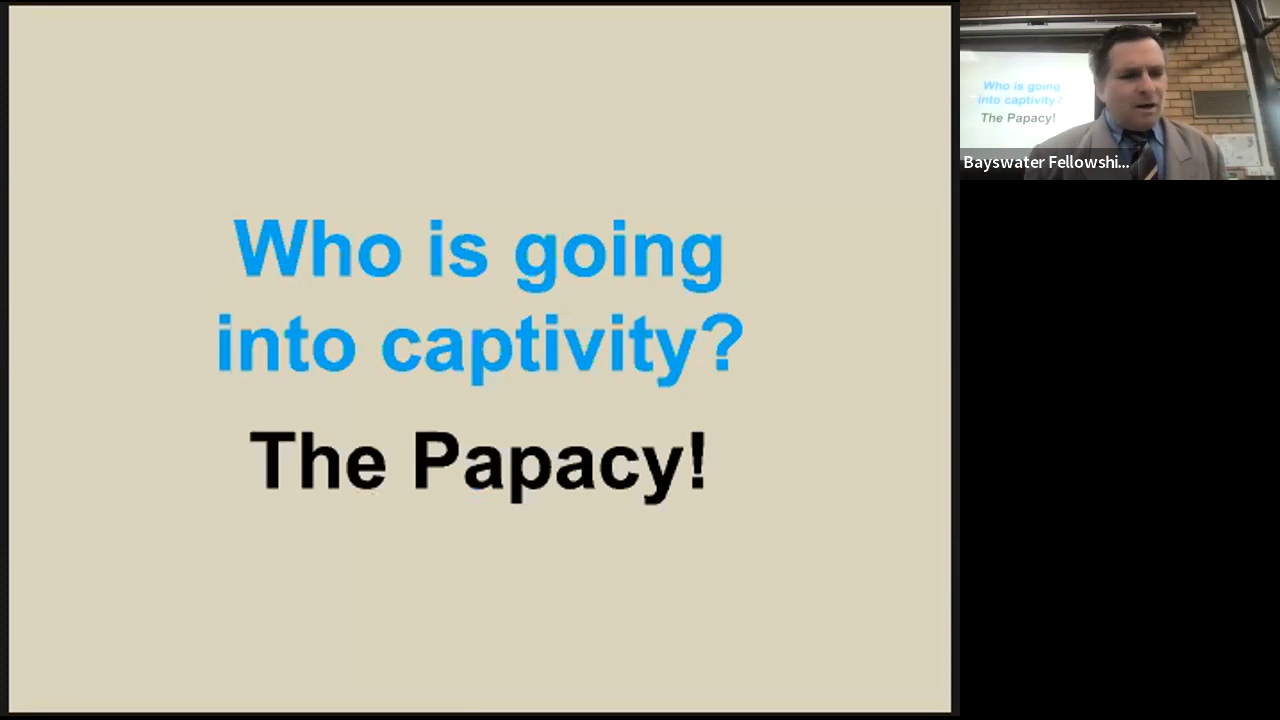 Who is going
into captivity?
The Papacy!
Who is going
into captivity?
The Papacy!
Bayswater Fellowshi...